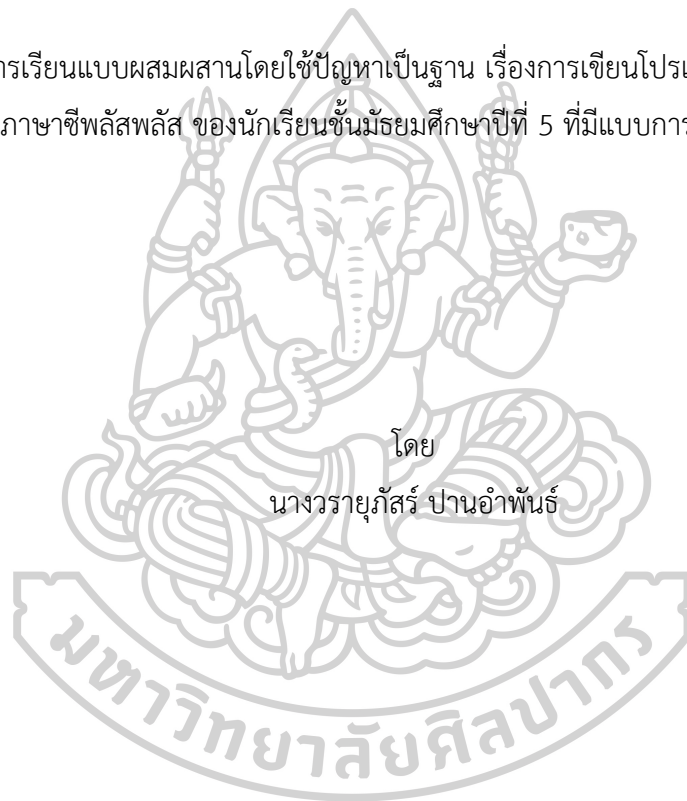 ารเรียนแบบผสมผสานโดยใช้ปัญหาเป็นฐาน เรื่องการเขียนโปรแ
ภาษาซีพลัสพลัส ของนักเรียนชั้นมัธยมศึกษาปีที่ 5 ที่มีแบบการ
โดย
นางวรายุภัสร์ ปานอำพันธ์
มหาวิทยาลัยศิลปากร